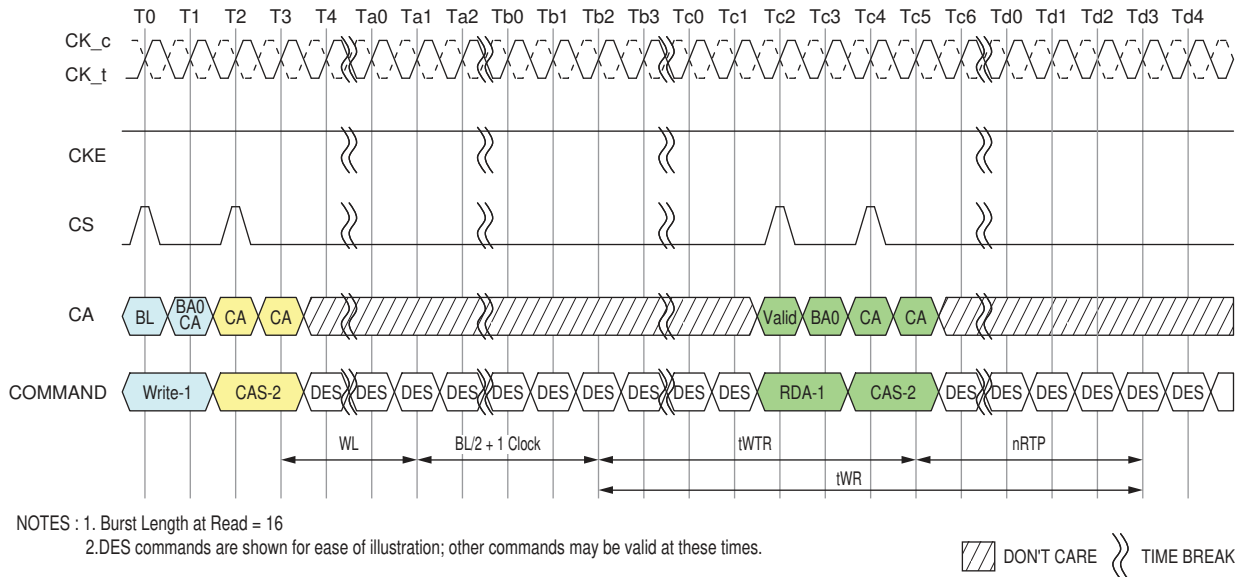 T0 T1 T2 T3 T4 Ta0 Ta1 Ta2 Tb0 Tb1 Tb2 Tb3 Tc0 Tc1 Tc2 Tc3 Tc4 Tc5 Tc6 Td0 Td1 Td2 Td3 Td4
CK_c
CK_t
CKE
CS
CA BL BA0 CA CA CA Valid BA0 CA CA
COMMAND Write-1 CAS-2 DES DES DES DES DES DES DES DES DES DES RDA-1 CAS-2 DES DES DES DES DES DES
WL BL/2 + 1 Clock tWTR nRTP
tWR
NOTES : 1. Burst Length at Read = 16
2.DES commands are shown for ease of illustration; other commands may be valid at these times.
DON'T CARE TIME BREAK